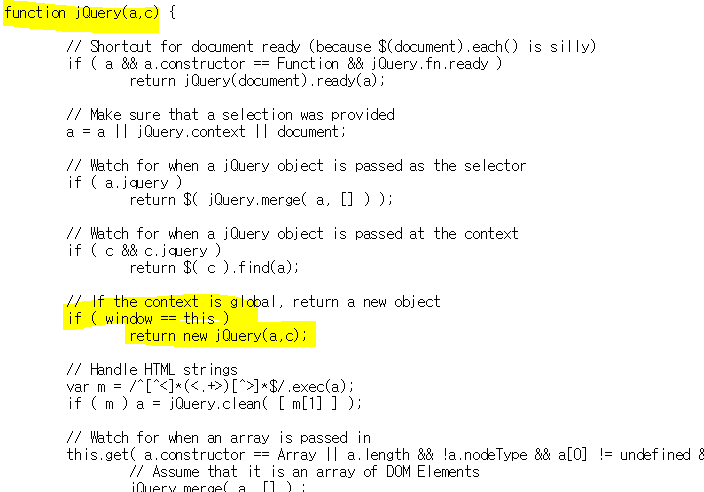 function jQuery(a,c) {
// Shortcut for document ready (because $(document).each() is silly)
if ( a && a.constructor == Function && jQuery.fn.ready )
return jQuery(document).ready(a);
// Make sure that a selection was provided
a = a || jQuery.context || document;
// Watch for when a jQuery object is passed as the selector
if ( a.jquery )
return $( jQuery.merge( a, [] ) );
// Watch for when a jQuery object is passed at the context
if ( c && c.jquery )
return $( c ).find(a);
// If the context is global, return a new object
if ( window == this )
return new jQuery(a,c);
// Handle HTML strings
var m = /^[^<]*(<.+>)[^>]*$/.exec(a);
if ( m ) a = jQuery.clean( [ m[1] ] );
// Watch for when an array is passed in
this.get( a.constructor == Array || a.length && !a.nodeType && a[0] != undefined &
// Assume that it is an array of DOM Elements
jQuery.merge( a, [] ) :